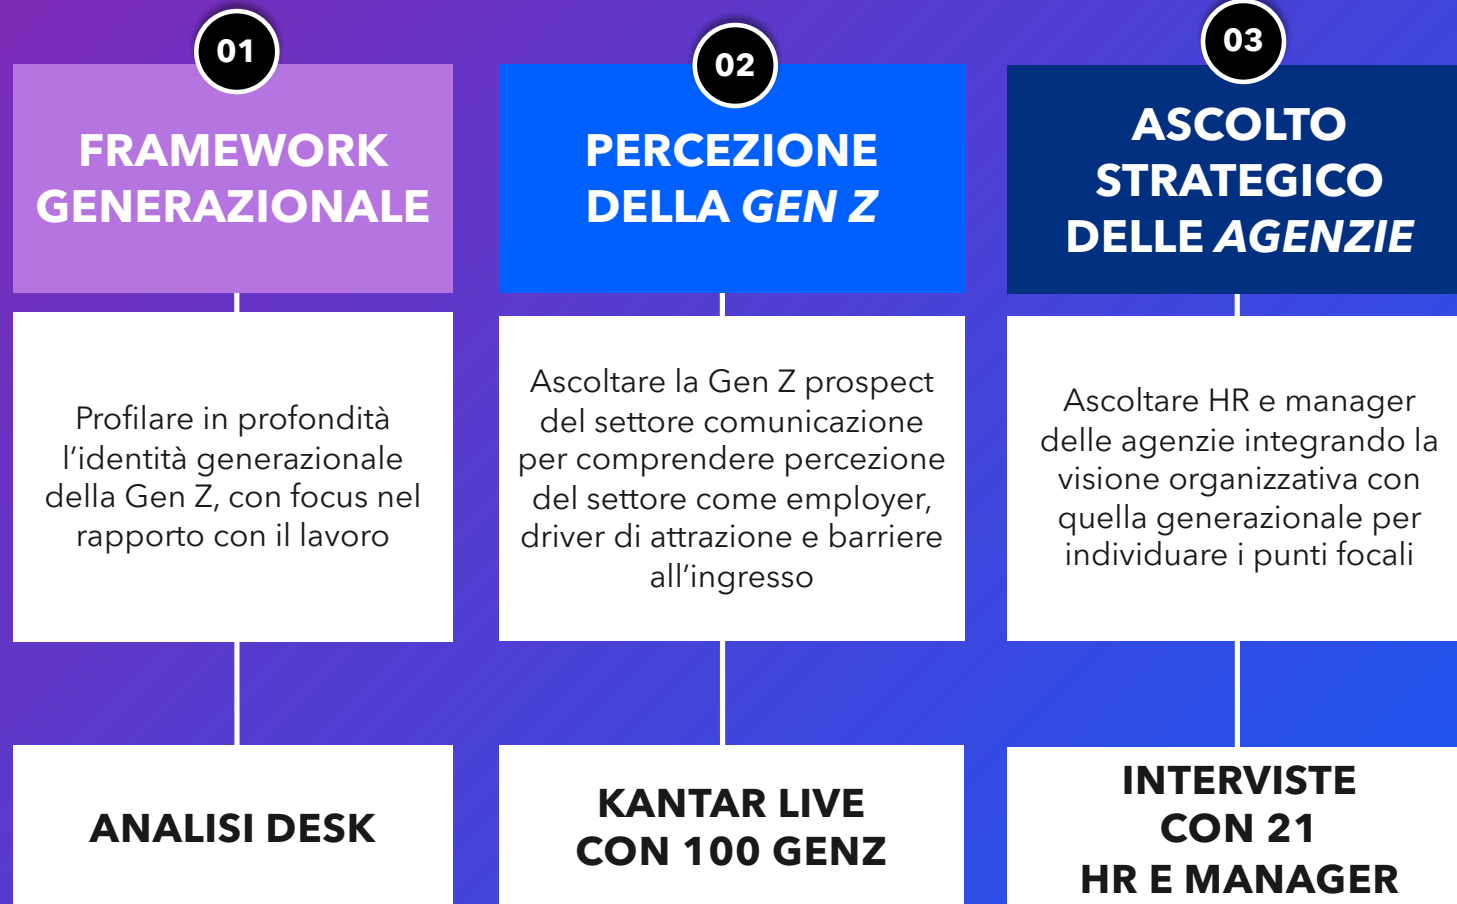 01
FRAMEWORK
GENERAZIONALE
Profilare in profondità
l'identità generazionale
della Gen Z, con focus nel
rapporto con il lavoro
ANALISI DESK
02
PERCEZIONE
DELLA GEN Z
Ascoltare la Gen Z prospect
del settore comunicazione
per comprendere percezione
del settore come employer,
driver di attrazione e barriere
all'ingresso
KANTAR LIVE
CON 100 GENZ
03
ASCOLTO
STRATEGICO
DELLE AGENZIE
Ascoltare HR e manager
delle agenzie integrando la
visione organizzativa con
quella generazionale per
individuare i punti focali
INTERVISTE
CON 21
HR E MANAGER